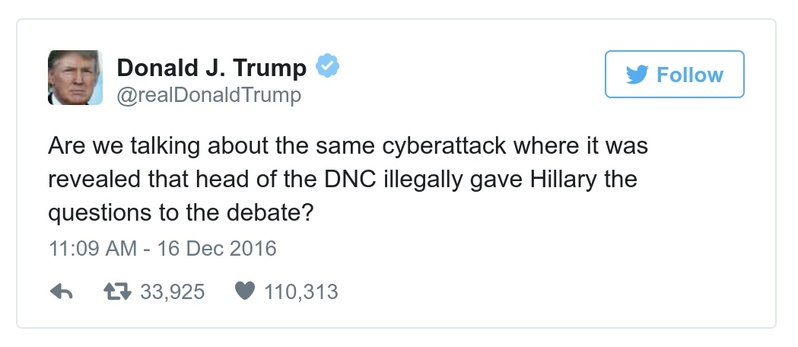 Donald J. Trump
@realDonaldTrump
Follow
Are we talking about the same cyberattack where it was
revealed that head of the DNC illegally gave Hillary the
questions to the debate?
11:09 AM - 16 Dec 2016
33,925 110,313